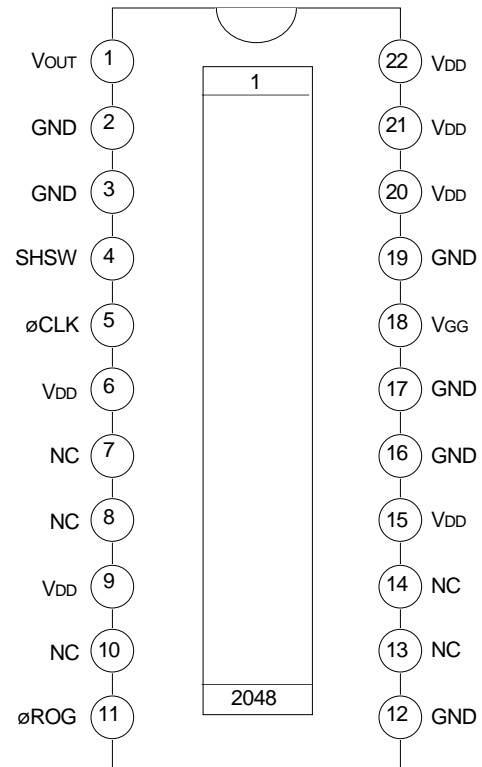 VOUT 1 22 VDD
1
GND 2 21 VDD
GND 3 20 VDD
SHSW 4 19 GND
øCLK 5 18 VGG
VDD 6 17 GND
NC 7 16 GND
NC 8 15 VDD
VDD 9 14 NC
NC 10 13 NC
2048
øROG 11 12 GND